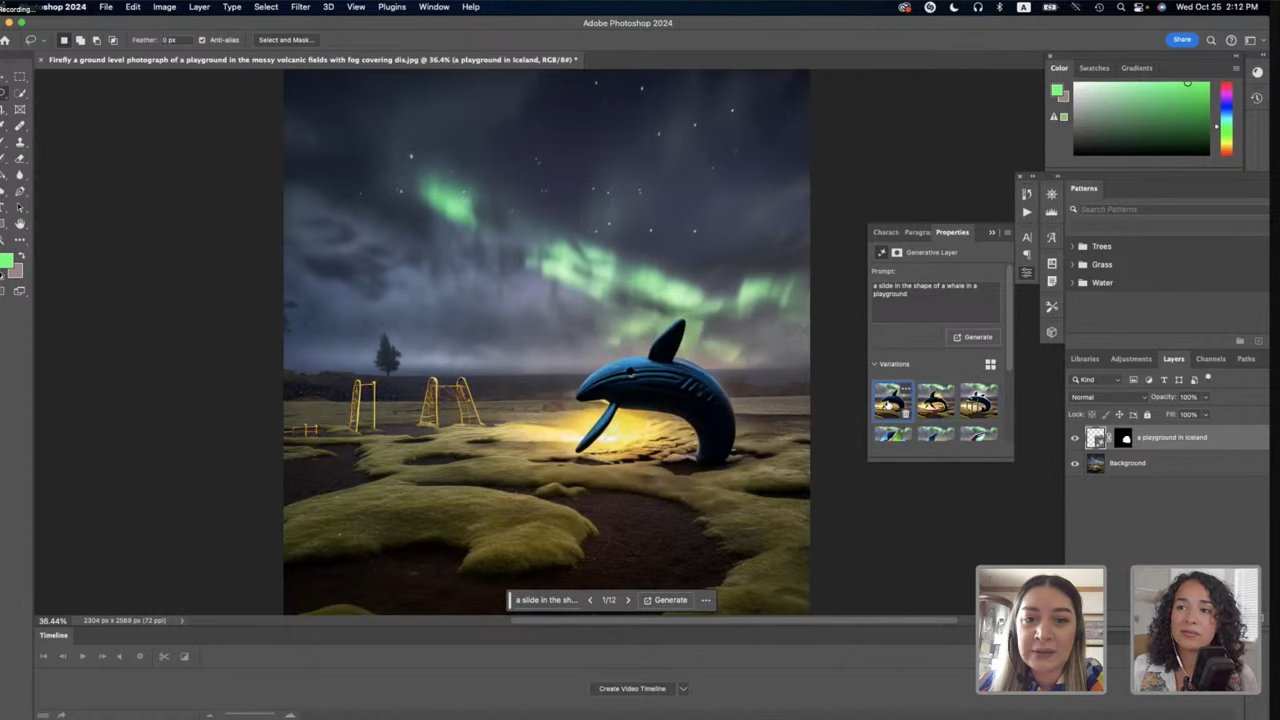 Recording...
Photoshop 2024 File Edit Image Layer Type Select Filter 3D View Plugins Window Help
A Wed Oct 25 2:12 PM
Adobe Photoshop 2024
Feather: 0 px Anti-alias Select and Mask... Share
Firefly a ground level photograph of a playground in the mossy volcanic fields with fog covering dis.jpg @ 36.4% (a playground in Iceland, RGB/8#) *
Color Swatches Gradients
Patterns
Search Patterns
Trees
Grass
Water
Charact Paragra Properties
Generative Layer
Prompt:
a slide in the shape of a whale in a
playground
Generate
Variations
Libraries Adjustments Layers Channels Paths
Kind
Normal Opacity: 100%
Lock: Fill: 100%
a playground in Iceland
Background
a slide in the sh... 1/12 Generate
36.44% 2304 px x 2569 px (72 ppi)
Timeline
Create Video Timeline